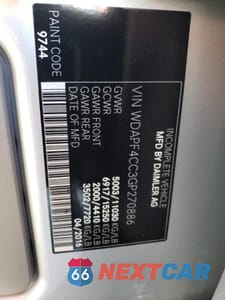 INCOMPLETE VEHICLE
MFD BY DAIMLER AG
VIN WDAPF4CC3GP270886
GVWR 5003/11030 KG/LB
GCWR 6917/15250 KG/LB
GAWR FRONT 2000/4410 KG/LB
GAWR REAR 3502/7720 KG/LB
DATE OF MFD 04/2016
PAINT CODE
9744
66
NEXTCAR